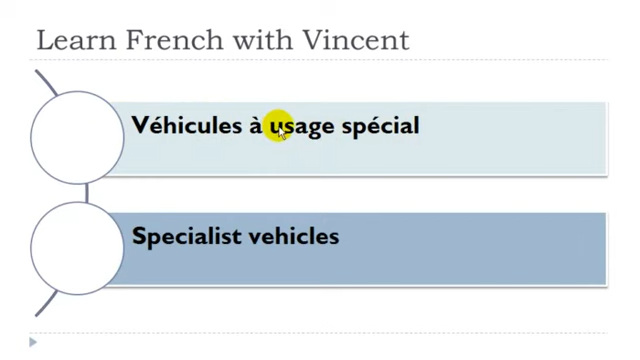 Learn French with Vincent
Véhicules à usage spécial
Specialist vehicles